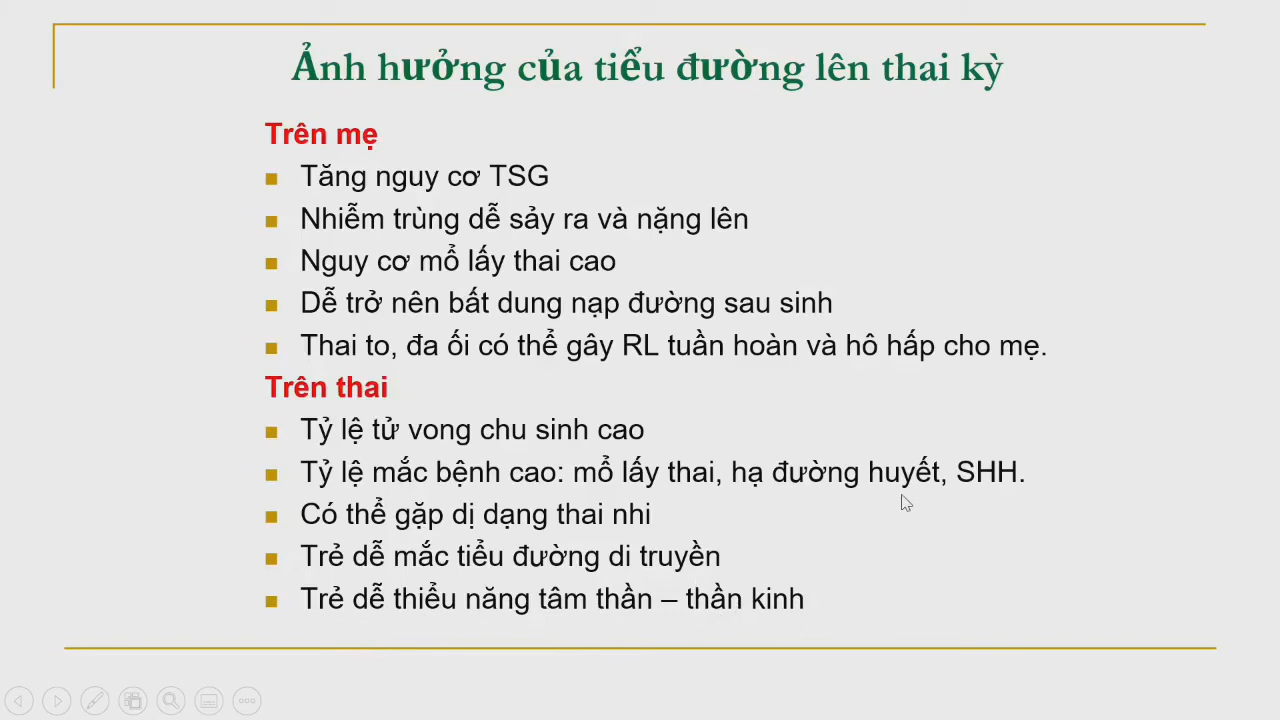 Ảnh hưởng của tiểu đường lên thai kỳ
Trên mẹ
Tăng nguy cơ TSG
Nhiễm trùng dễ sảy ra và nặng lên
Nguy cơ mổ lấy thai cao
Dễ trở nên bất dung nạp đường sau sinh
Thai to, đa ối có thể gây RL tuần hoàn và hô hấp cho mẹ.
Trên thai
Tỷ lệ tử vong chu sinh cao
Tỷ lệ mắc bệnh cao: mổ lấy thai, hạ đường huyết, SHH.
Có thể gặp dị dạng thai nhi
Trẻ dễ mắc tiểu đường di truyền
Trẻ dễ thiểu năng tâm thần – thần kinh